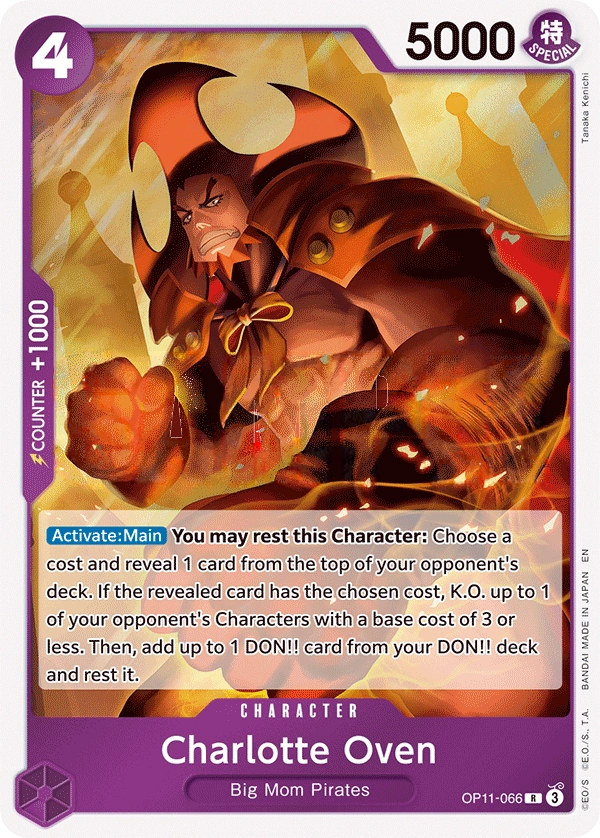 4
5000
特
SPECIAL
Tanaka Kenichi
COUNTER +1000
Activate:Main You may rest this Character: Choose a
cost and reveal 1 card from the top of your opponent's
deck. If the revealed card has the chosen cost, K.O. up to 1
of your opponent's Characters with a base cost of 3 or
less. Then, add up to 1 DON!! card from your DON!! deck
and rest it.
CHARACTER
Charlotte Oven
Big Mom Pirates
OP11-066 R 3
©EO/S ©E.O./S., T.A. BANDAI MADE IN JAPAN EN